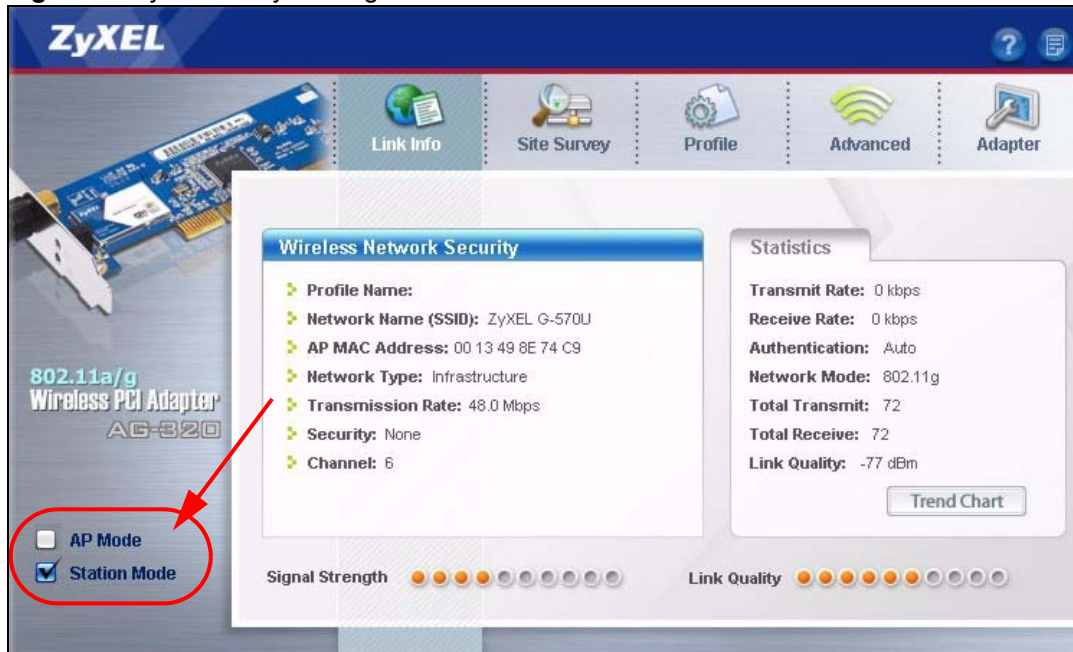 ZyXEL
Link Info
Site Survey
Profile
Advanced
Adapter
802.11a/g
Wireless PCI Adapter
AG-320
AP Mode
Station Mode
Wireless Network Security
Profile Name:
Network Name (SSID): ZyXEL G-570U
AP MAC Address: 00 13 49 8E 74 C9
Network Type: Infrastructure
Transmission Rate: 48.0 Mbps
Security: None
Channel: 6
Statistics
Transmit Rate: 0 kbps
Receive Rate: 0 kbps
Authentication: Auto
Network Mode: 802.11g
Total Transmit: 72
Total Receive: 72
Link Quality: -77 dBm
Trend Chart
Signal Strength
Link Quality